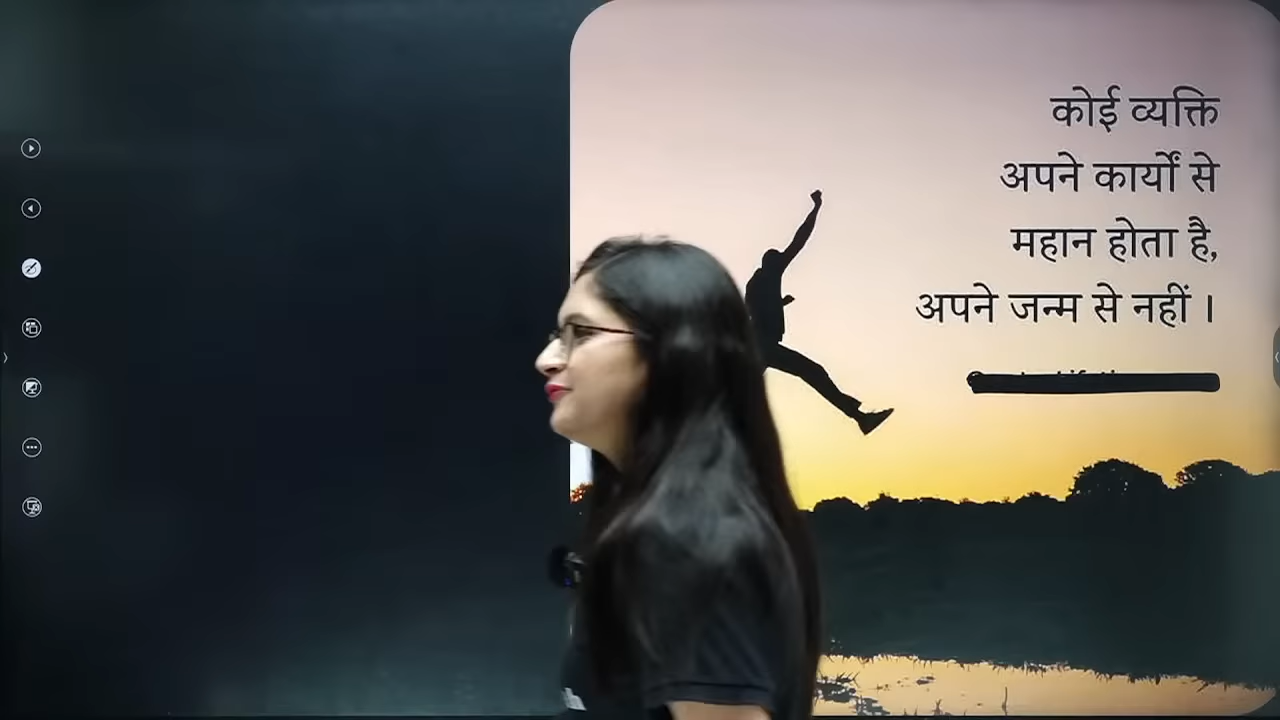 कोई व्यक्ति
अपने कार्यों से
महान होता है,
अपने जन्म से नहीं ।